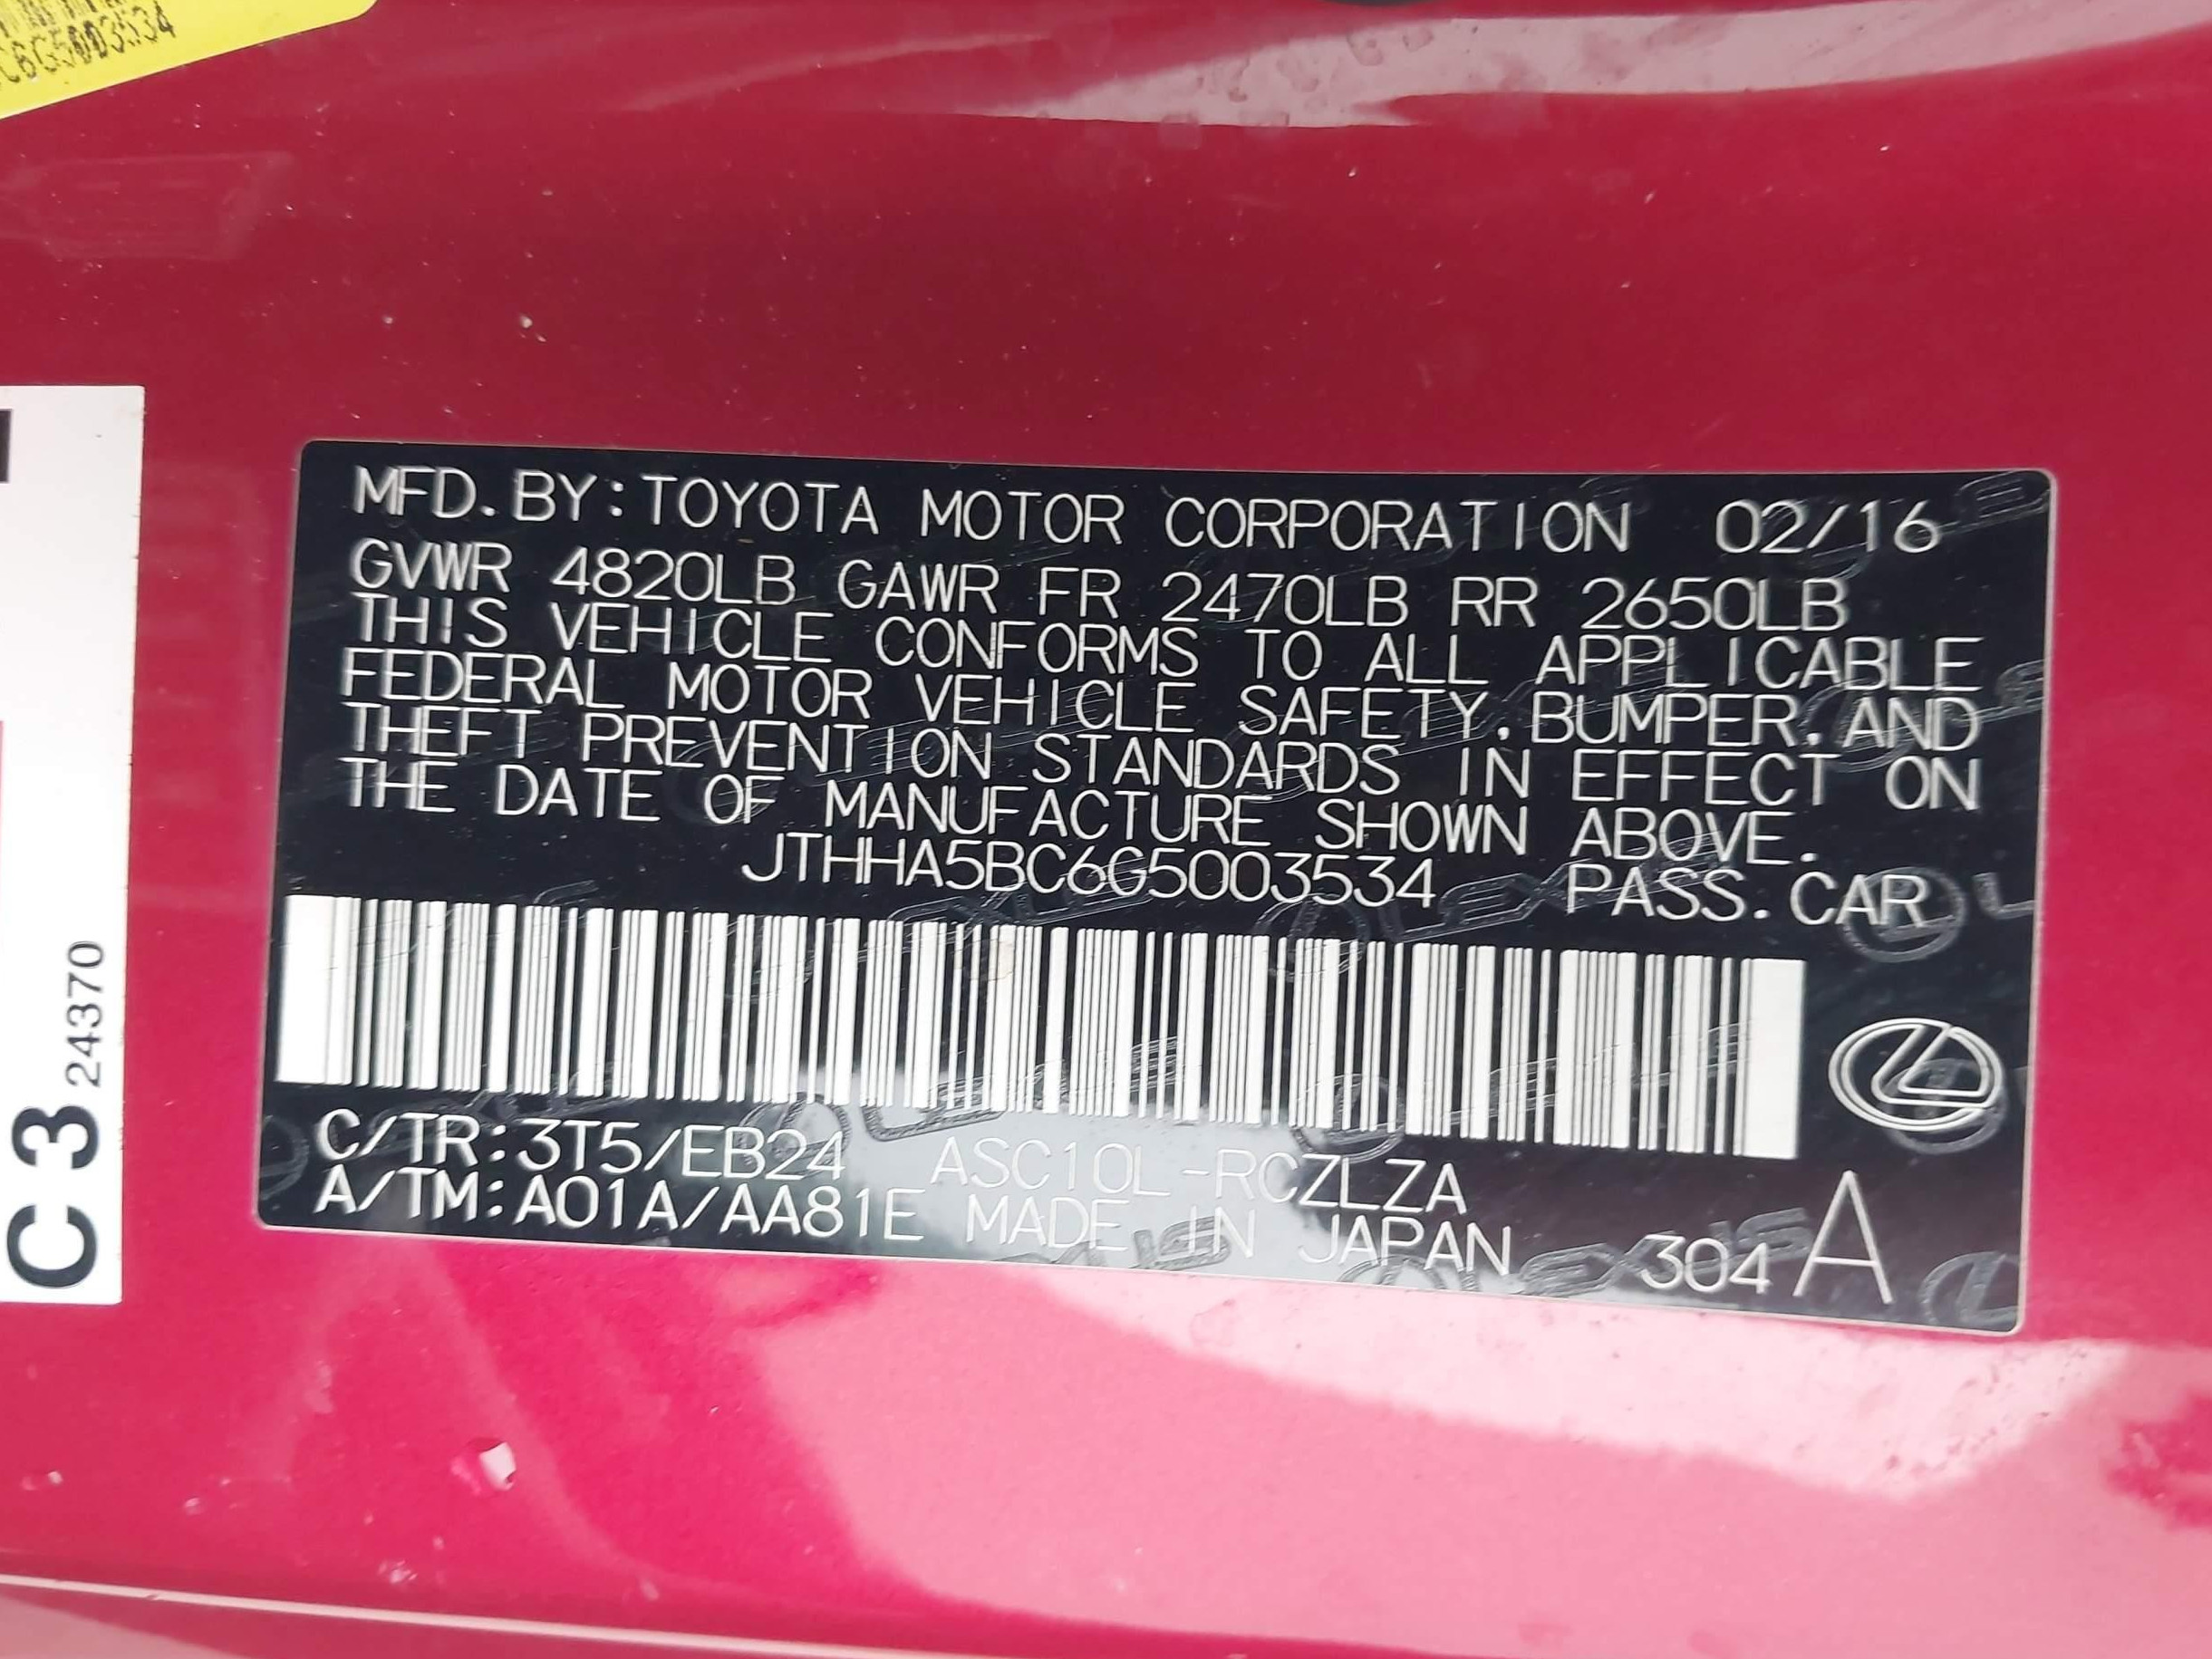 C6G5003534
MFD.BY:TOYOTA MOTOR CORPORATION 02/16
GVWR 4820LB GAWR FR 2470LB RR 2650LB
THIS VEHICLE CONFORMS TO ALL APPLICABLE
FEDERAL MOTOR VEHICLE SAFETY,BUMPER,AND
THEFT PREVENTION STANDARDS IN EFFECT ON
THE DATE OF MANUFACTURE SHOWN ABOVE.
JTHHA5BC6G5003534 PASS.CAR
C/TR:3T5/EB24 ASC10L-RCZLZA
A/TM:A01A/AA81E MADE IN JAPAN 304 A
C3 24370